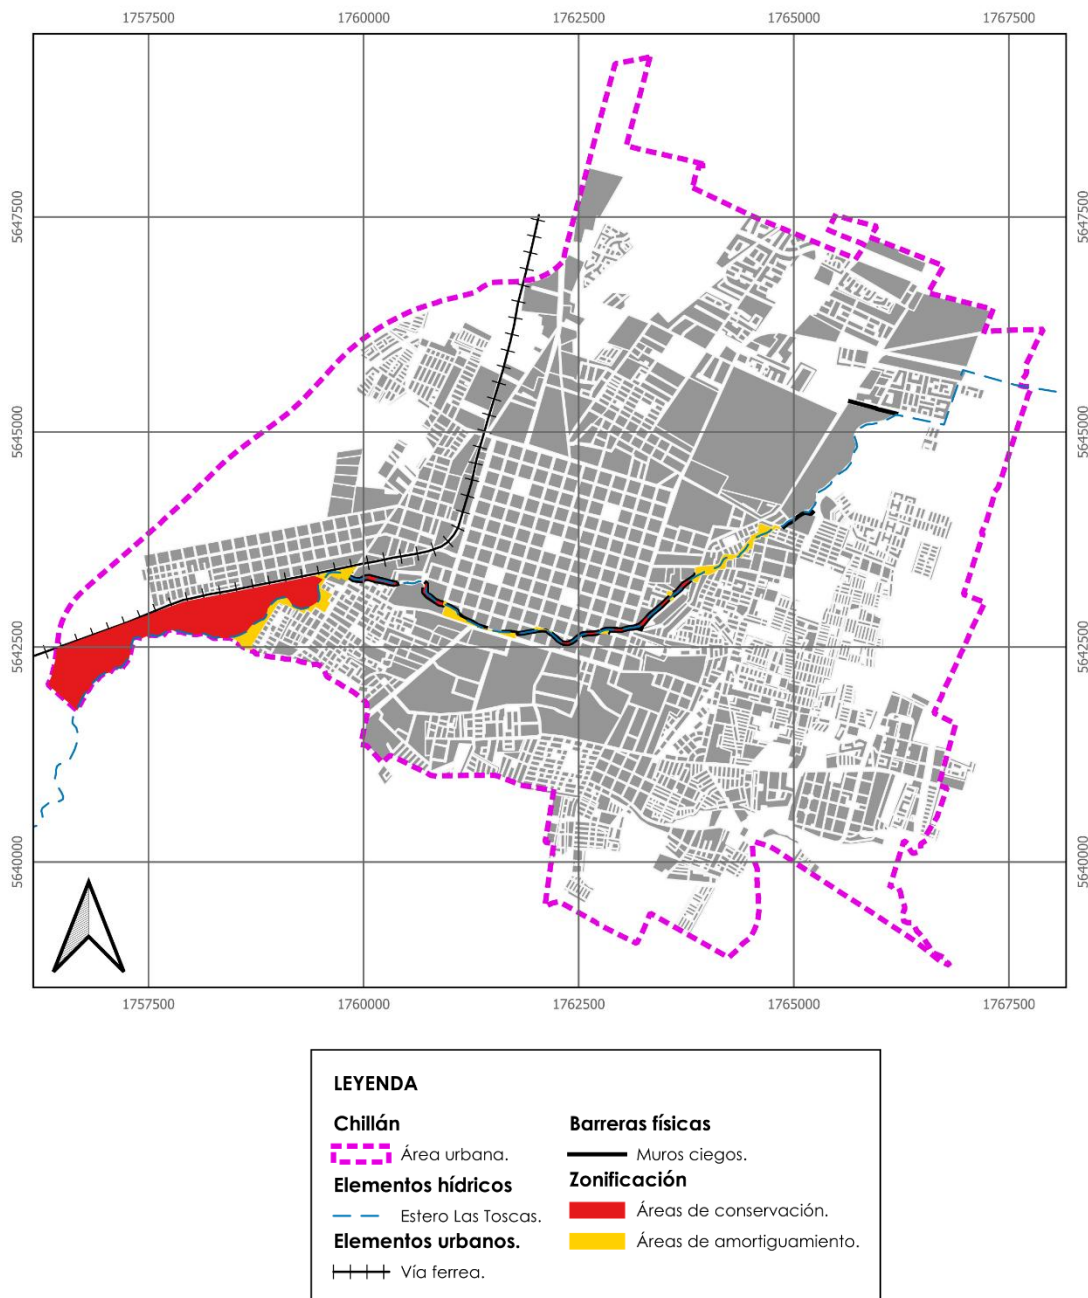 1757500 1760000 1762500 1765000 1767500
5647500 5647500
5645000 5645000
5642500 5642500
5640000 5640000
1757500 1760000 1762500 1765000 1767500
LEYENDA
Chillán
Área urbana.
Elementos hídricos
Estero Las Toscas.
Elementos urbanos.
Vía ferrea.
Barreras físicas
Muros ciegos.
Zonificación
Áreas de conservación.
Áreas de amortiguamiento.